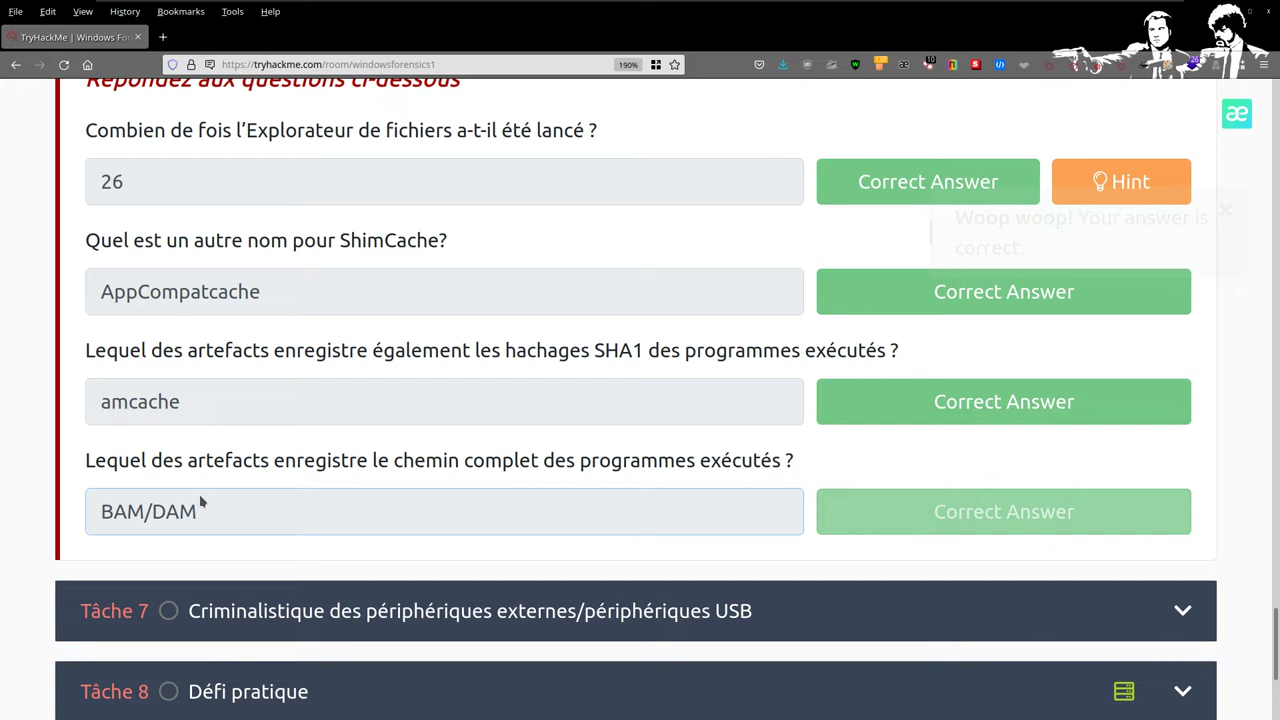 File Edit View History Bookmarks Tools Help
TryHackMe | Windows For
https://tryhackme.com/room/windowsforensics1
190%
Répondez aux questions ci-dessous
Combien de fois l’Explorateur de fichiers a-t-il été lancé ?
26
Correct Answer
Hint
Woop woop! Your answer is
correct.
Quel est un autre nom pour ShimCache?
AppCompatcache
Correct Answer
Lequel des artefacts enregistre également les hachages SHA1 des programmes exécutés ?
amcache
Correct Answer
Lequel des artefacts enregistre le chemin complet des programmes exécutés ?
BAM/DAM
Correct Answer
Tâche 7 Criminalistique des périphériques externes/périphériques USB
Tâche 8 Défi pratique